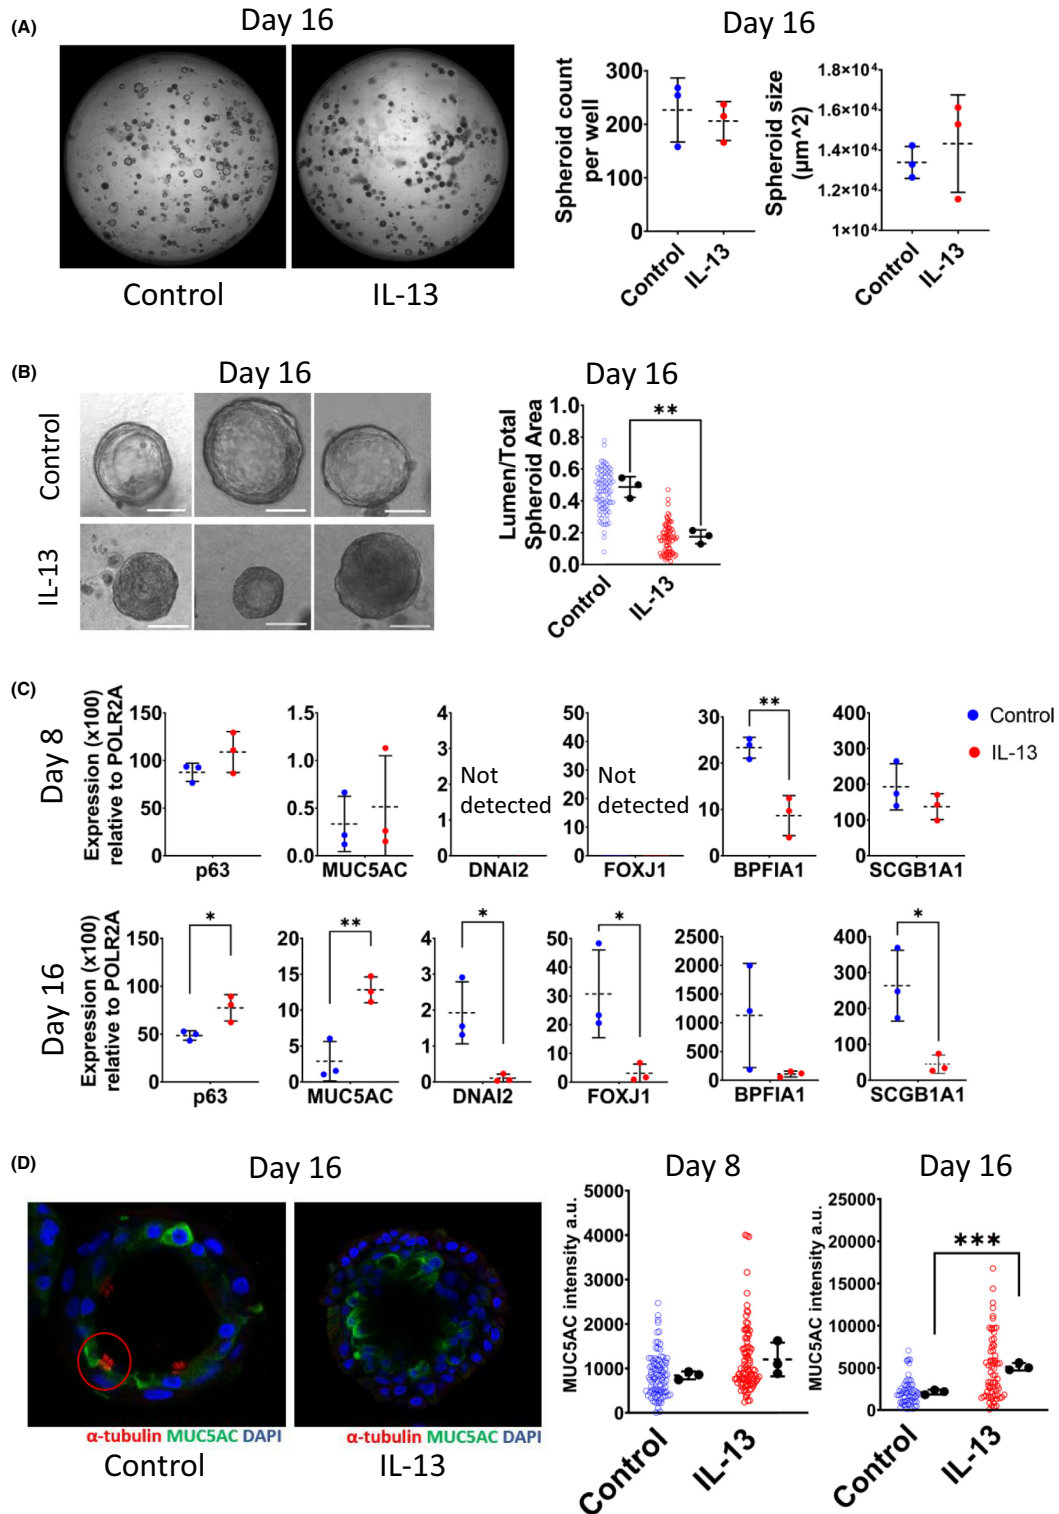 (A)
Day 16
Day 16
Control
IL-13
Spheroid count
per well
300
200
100
0
Control
IL-13
Spheroid size
(µm^2)
1.8×10⁴
1.6×10⁴
1.4×10⁴
1.2×10⁴
1×10⁴
Control
IL-13
(B)
Day 16
Day 16
Control
IL-13
Lumen/Total
Spheroid Area
1.0
0.8
0.6
0.4
0.2
0.0
**
Control
IL-13
(C)
Day 8
Expression (x100)
relative to POLR2A
150
100
50
0
p63
1.5
1.0
0.5
0.0
MUC5AC
4
3
2
1
0
Not
detected
DNAI2
50
40
30
20
10
0
Not
detected
FOXJ1
30
20
10
0
**
BPFIA1
400
300
200
100
0
SCGB1A1
Control
IL-13
Day 16
Expression (x100)
relative to POLR2A
150
100
50
0
*
p63
20
15
10
5
0
**
MUC5AC
4
3
2
1
0
*
DNAI2
50
40
30
20
10
0
*
FOXJ1
2500
2000
1500
1000
500
0
BPFIA1
400
300
200
100
0
*
SCGB1A1
(D)
Day 16
α-tubulin MUC5AC DAPI
Control
α-tubulin MUC5AC DAPI
IL-13
Day 8
MUC5AC intensity a.u.
5000
4000
3000
2000
1000
0
Control
IL-13
Day 16
MUC5AC intensity a.u.
25000
20000
15000
10000
5000
0
***
Control
IL-13